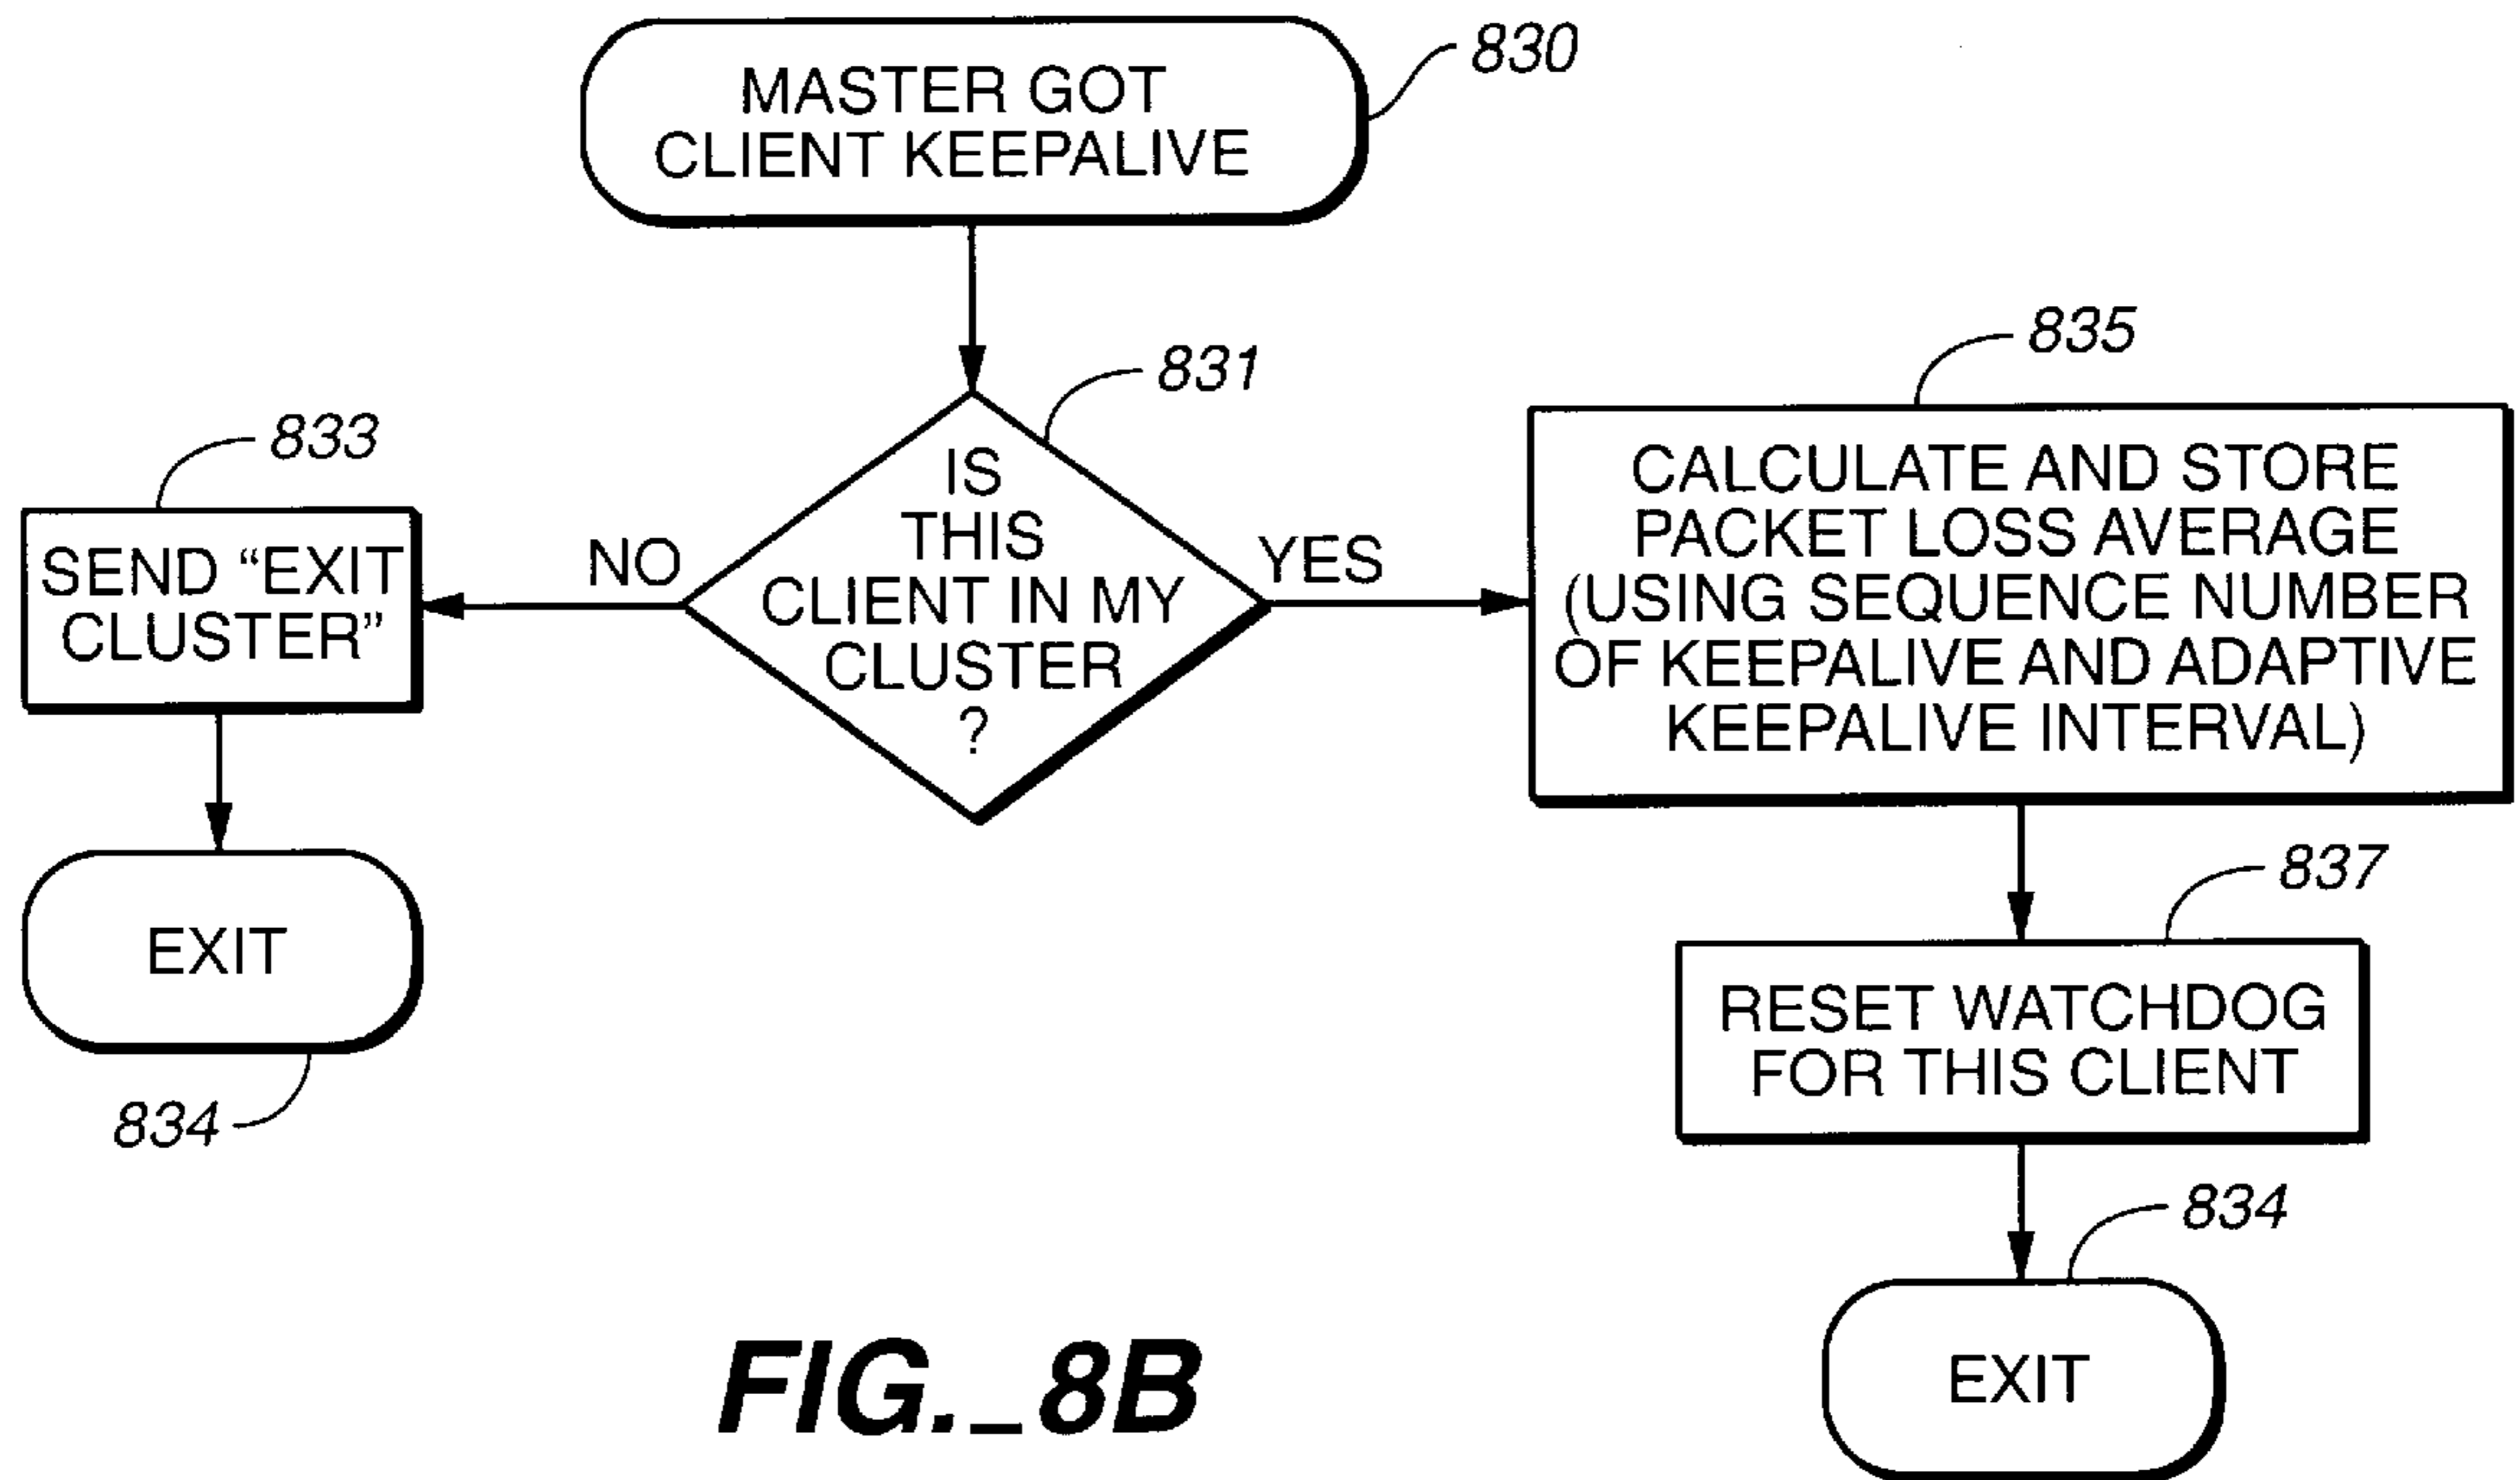 MASTER GOT
CLIENT KEEPALIVE
830
831
IS
THIS
CLIENT IN MY
CLUSTER
?
NO
YES
833
SEND “EXIT
CLUSTER”
EXIT
834
835
CALCULATE AND STORE
PACKET LOSS AVERAGE
(USING SEQUENCE NUMBER
OF KEEPALIVE AND ADAPTIVE
KEEPALIVE INTERVAL)
837
RESET WATCHDOG
FOR THIS CLIENT
834
EXIT
FIG._8B